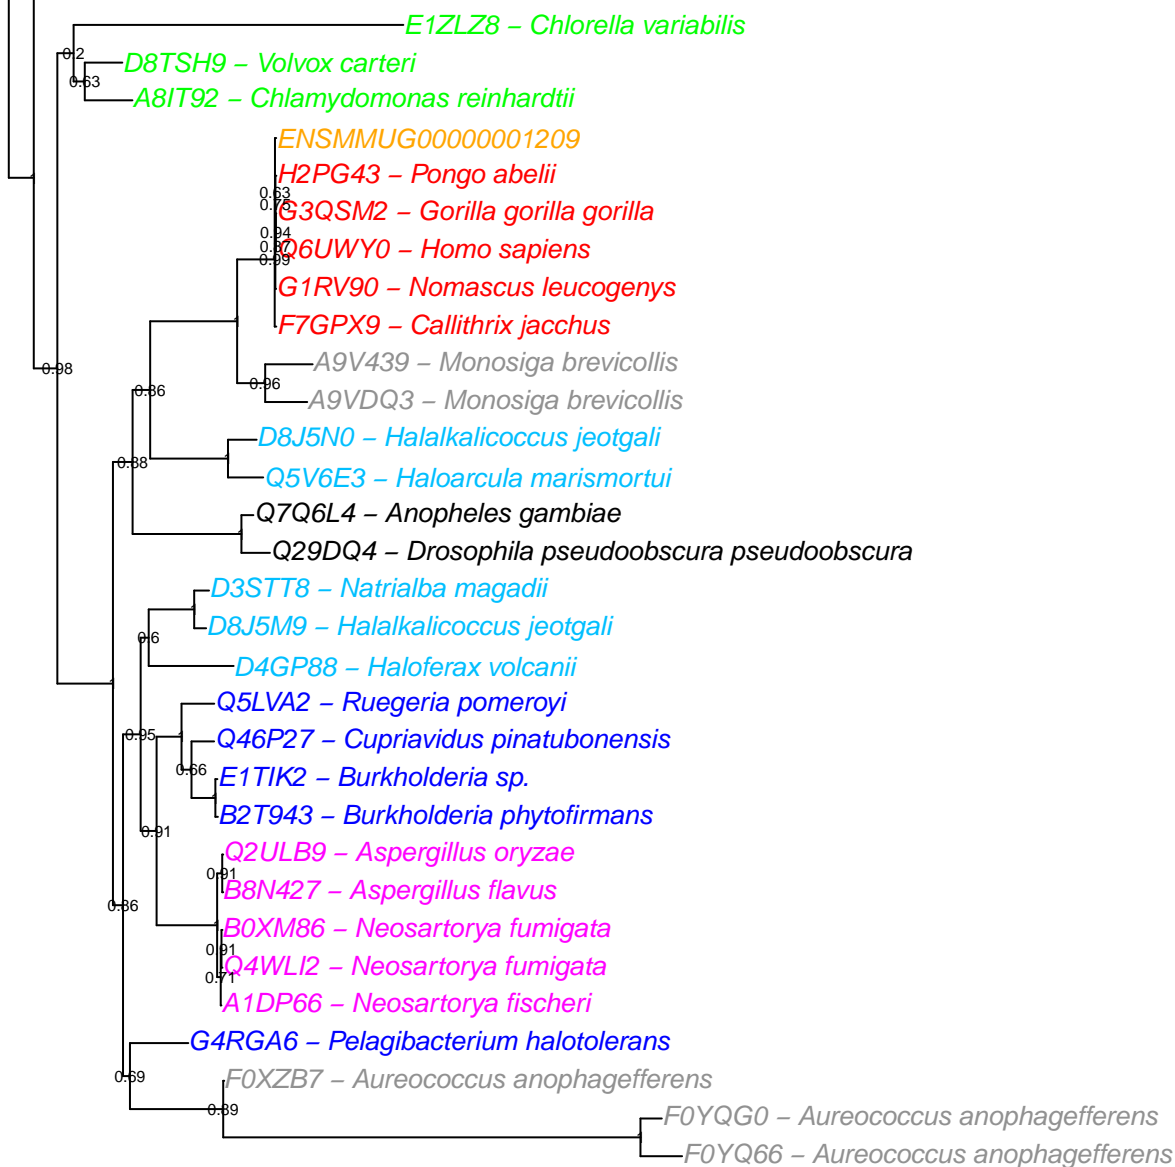 E1ZLZ8 – Chlorella variabilis
0.2
D8TSH9 – Volvox carteri
0.63
A8IT92 – Chlamydomonas reinhardtii
ENSMMUG00000001209
H2PG43 – Pongo abelii
0.63
0.75
G3QSM2 – Gorilla gorilla gorilla
0.94
Q6UWY0 – Homo sapiens
0.99
G1RV90 – Nomascus leucogenys
F7GPX9 – Callithrix jacchus
A9V439 – Monosiga brevicollis
0.98
0.96
0.86
A9VDQ3 – Monosiga brevicollis
D8J5N0 – Halalkalicoccus jeotgali
0.88
Q5V6E3 – Haloarcula marismortui
Q7Q6L4 – Anopheles gambiae
Q29DQ4 – Drosophila pseudoobscura pseudoobscura
D3STT8 – Natrialba magadii
D8J5M9 – Halalkalicoccus jeotgali
0.6
D4GP88 – Haloferax volcanii
Q5LVA2 – Ruegeria pomeroyi
0.95
Q46P27 – Cupriavidus pinatubonensis
0.66
E1TIK2 – Burkholderia sp.
B2T943 – Burkholderia phytofirmans
0.91
Q2ULB9 – Aspergillus oryzae
0.91
B8N427 – Aspergillus flavus
0.86
B0XM86 – Neosartorya fumigata
0.91
Q4WLI2 – Neosartorya fumigata
0.71
A1DP66 – Neosartorya fischeri
G4RGA6 – Pelagibacterium halotolerans
0.69
F0XZB7 – Aureococcus anophagefferens
0.89
F0YQG0 – Aureococcus anophagefferens
F0YQ66 – Aureococcus anophagefferens